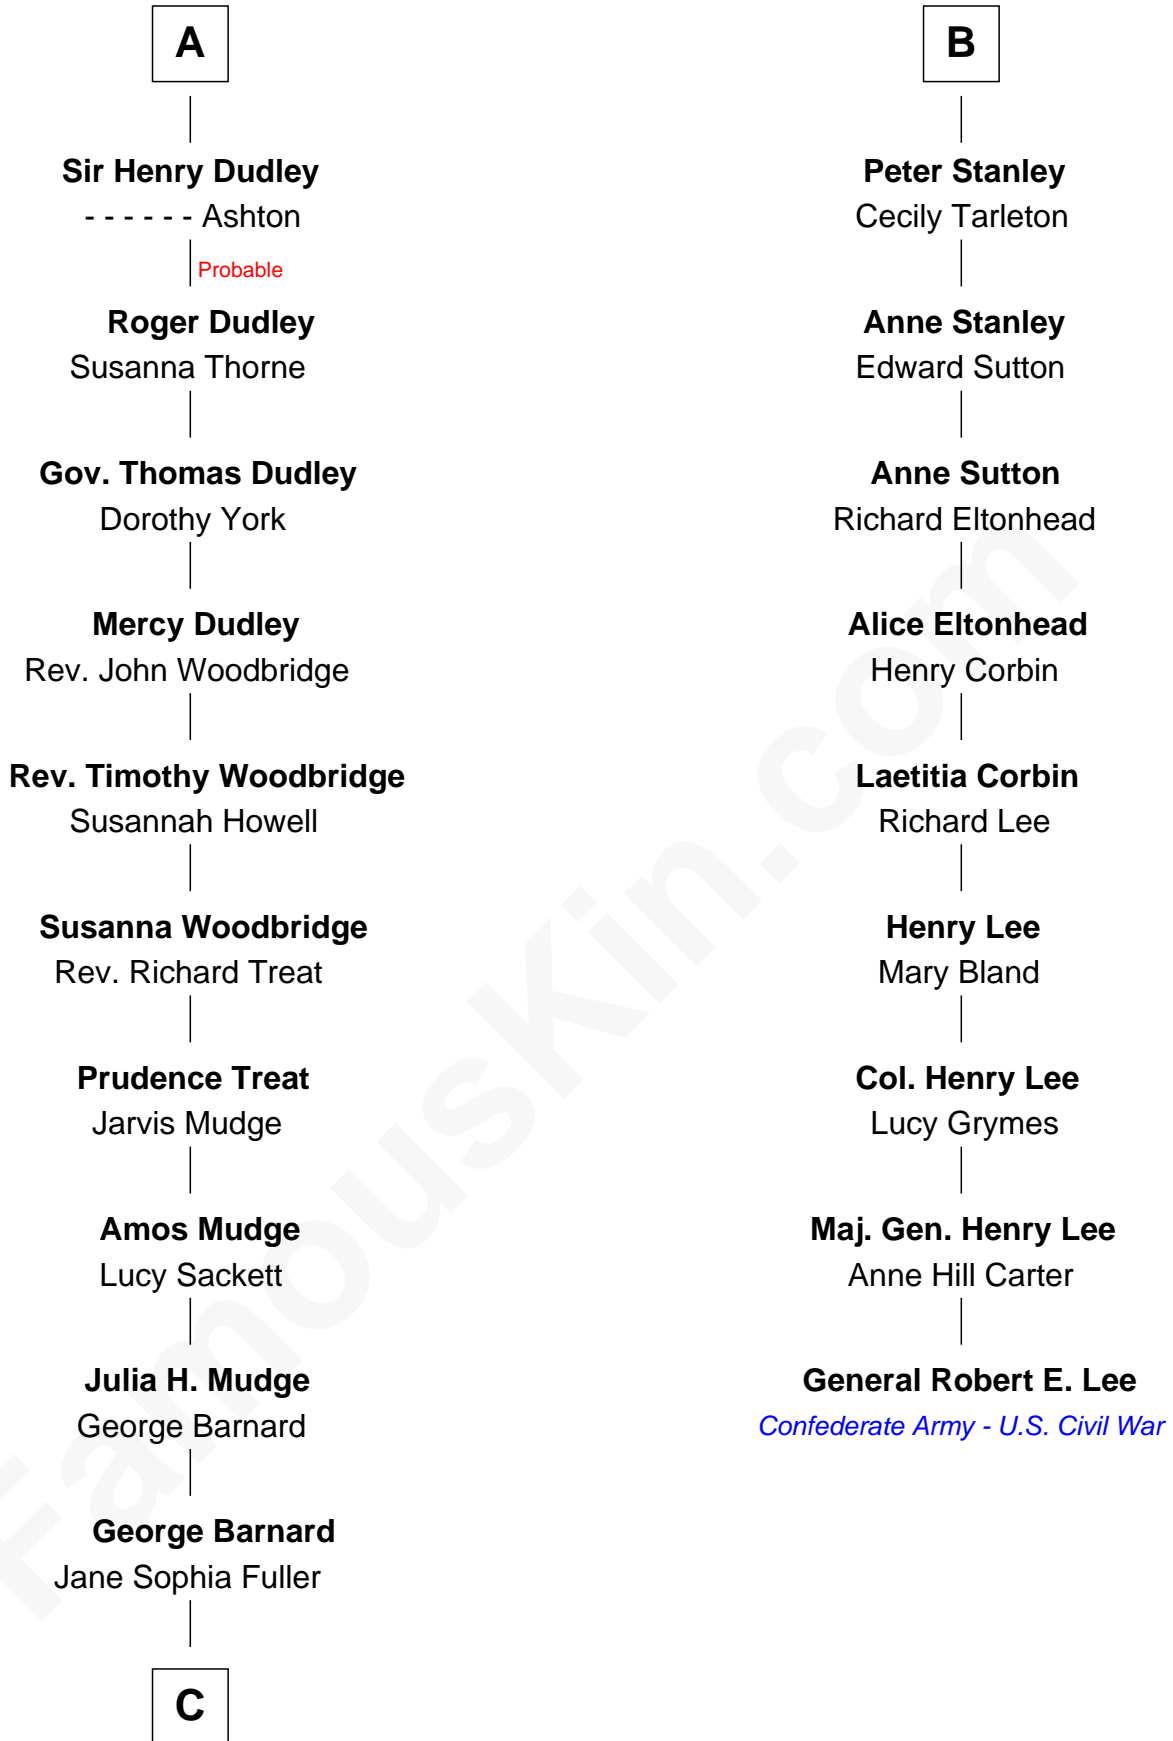 A
Sir Henry Dudley
- - - - - - Ashton
Probable
Roger Dudley
Susanna Thorne
Gov. Thomas Dudley
Dorothy York
Mercy Dudley
Rev. John Woodbridge
Rev. Timothy Woodbridge
Susannah Howell
Susanna Woodbridge
Rev. Richard Treat
Prudence Treat
Jarvis Mudge
Amos Mudge
Lucy Sackett
Julia H. Mudge
George Barnard
George Barnard
Jane Sophia Fuller
C
B
Peter Stanley
Cecily Tarleton
Anne Stanley
Edward Sutton
Anne Sutton
Richard Eltonhead
Alice Eltonhead
Henry Corbin
Laetitia Corbin
Richard Lee
Henry Lee
Mary Bland
Col. Henry Lee
Lucy Grymes
Maj. Gen. Henry Lee
Anne Hill Carter
General Robert E. Lee
Confederate Army - U.S. Civil War
FamousKin.com